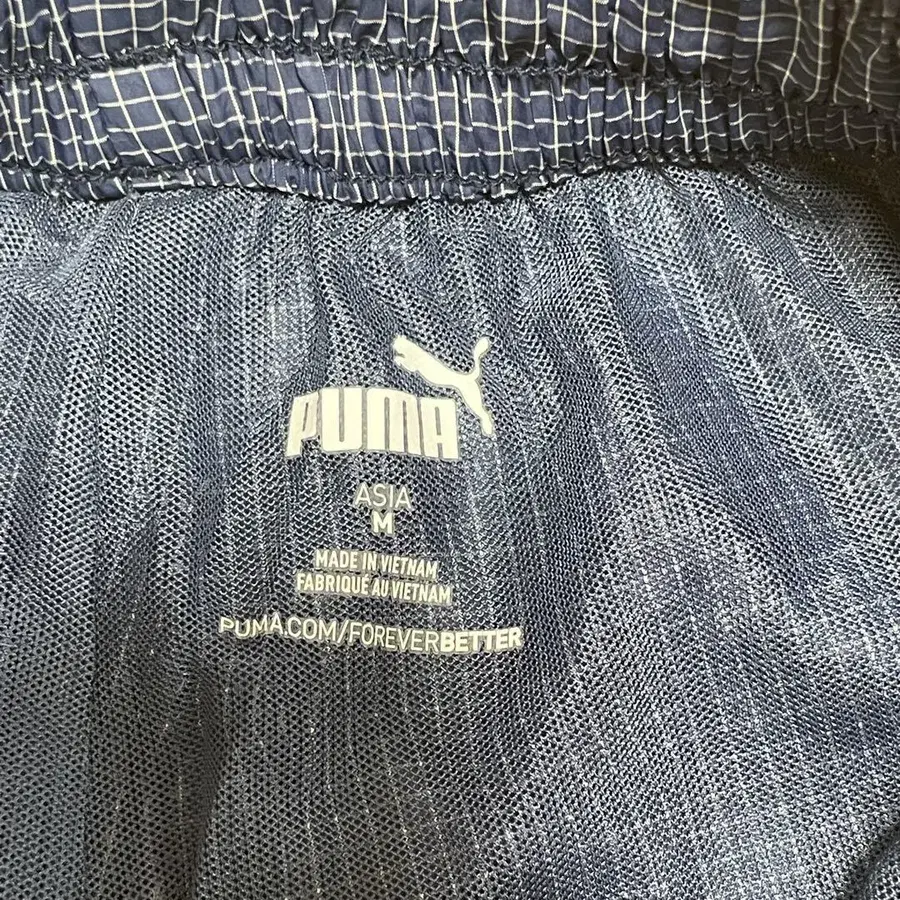 PUMA
ASIA
M
MADE IN VIETNAM
FABRIQUÉ AU VIETNAM
PUMA.COM/FOREVERBETTER